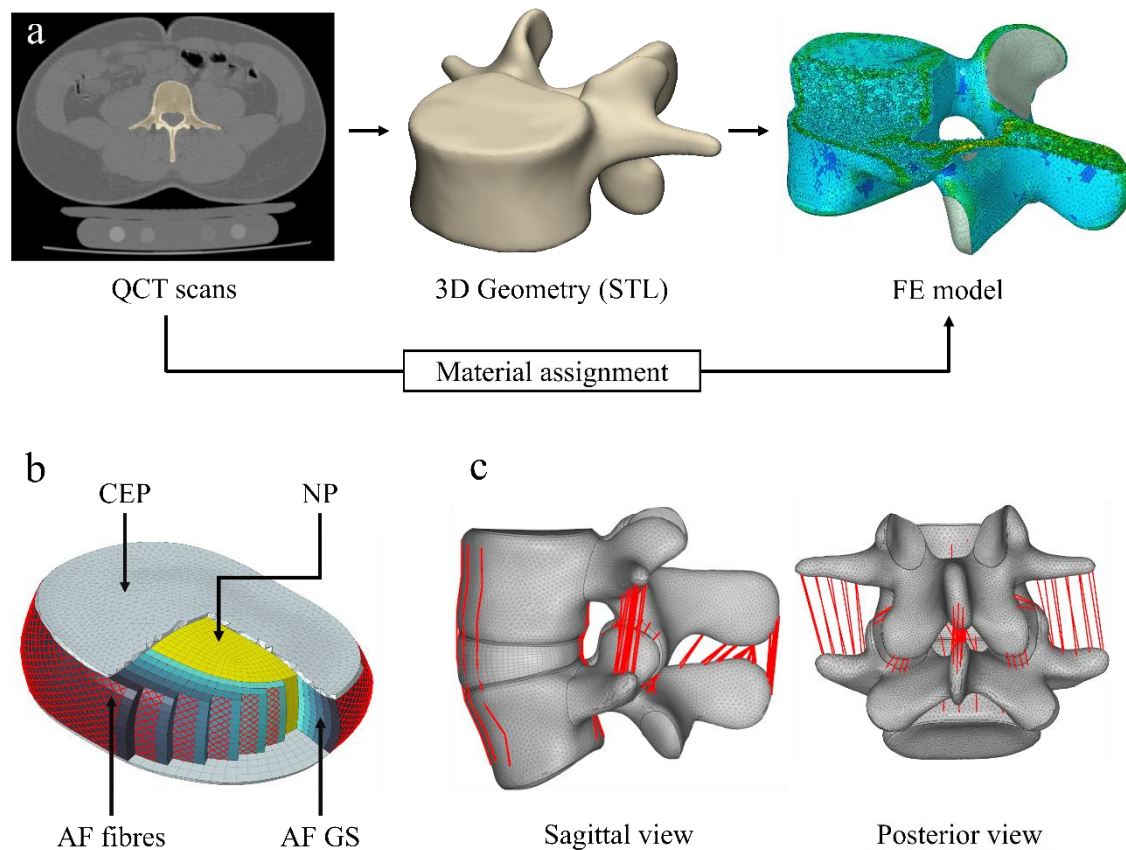 a
QCT scans
3D Geometry (STL)
FE model
Material assignment
b
c
CEP
NP
AF fibres
AF GS
Sagittal view
Posterior view